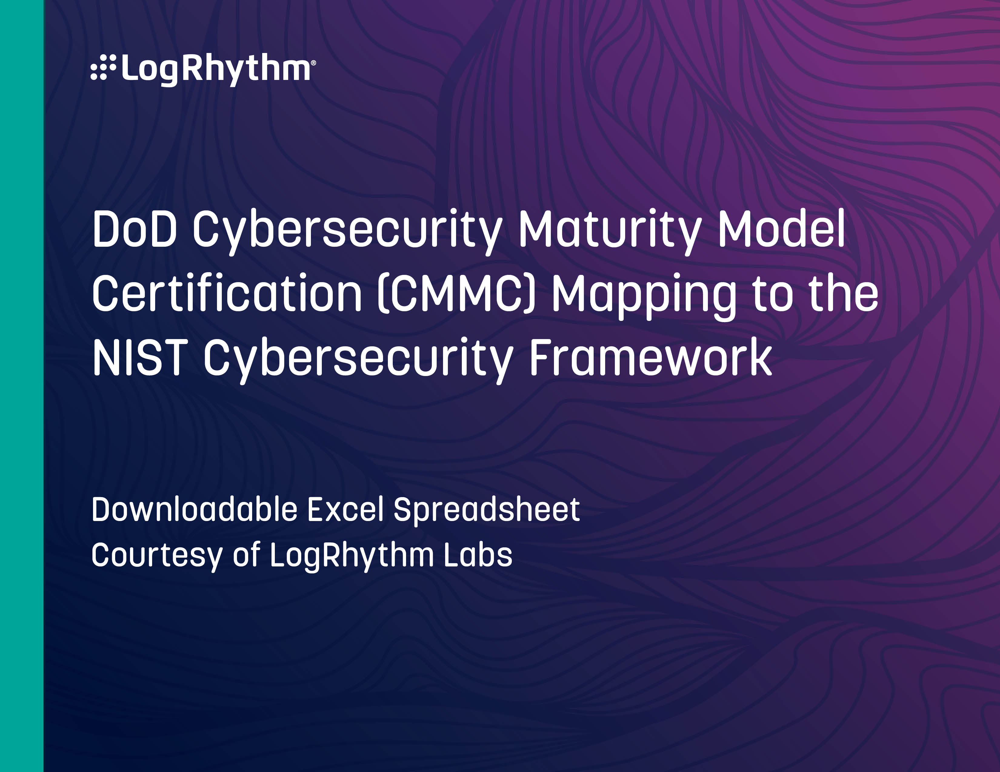 LogRhythm®
DoD Cybersecurity Maturity Model
Certification (CMMC) Mapping to the
NIST Cybersecurity Framework
Downloadable Excel Spreadsheet
Courtesy of LogRhythm Labs